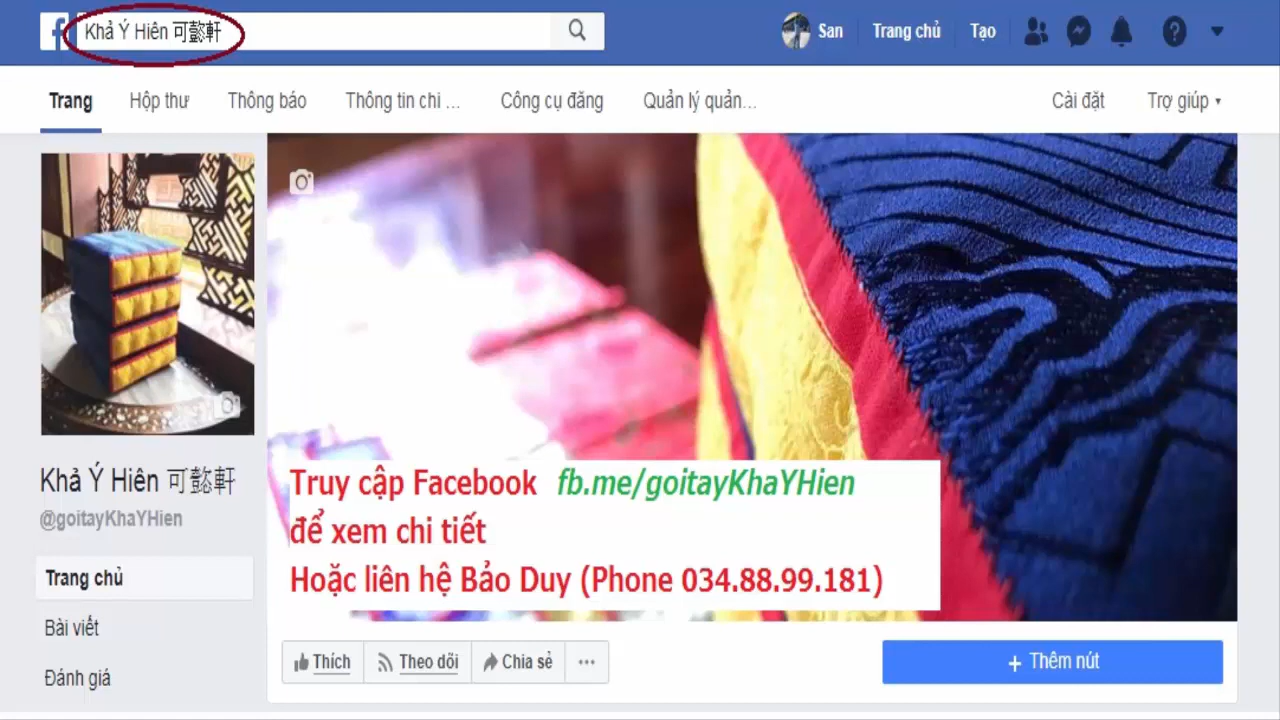 Khả Ý Hiên 可懿軒
San
Trang chủ
Tạo
Trang
Hộp thư
Thông báo
Thông tin chi ...
Công cụ đăng
Quản lý quản...
Cài đặt
Trợ giúp
Khả Ý Hiên 可懿軒
@goitayKhaYHien
Trang chủ
Bài viết
Đánh giá
Truy cập Facebook fb.me/goitayKhaYHien
để xem chi tiết
Hoặc liên hệ Bảo Duy (Phone 034.88.99.181)
Thích
Theo dõi
Chia sẻ
+ Thêm nút